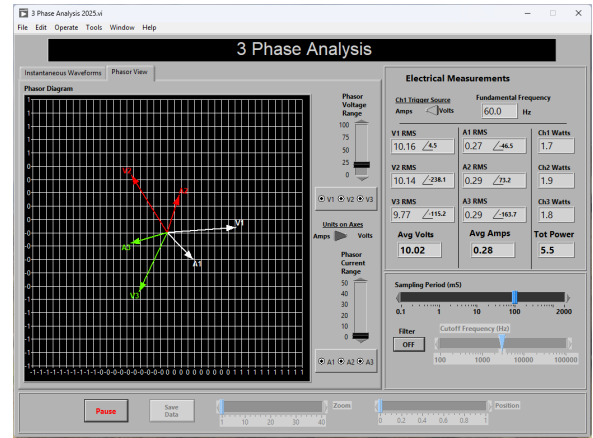 3 Phase Analysis 2025.vi
File Edit Operate Tools Window Help
3 Phase Analysis
Instantaneous Waveforms Phasor View
Phasor Diagram
V2
A2
V1
A3
A1
V3
Phasor
Voltage
Range
100
75
50
25
0
V1 V2 V3
Units on Axes
Amps Volts
Phasor
Current
Range
50
40
30
20
10
0
A1 A2 A3
Electrical Measurements
Ch1 Trigger Source
Amps Volts
Fundamental Frequency
60.0 Hz
V1 RMS A1 RMS Ch1 Watts
10.16 4.5 0.27 -46.5 1.7
V2 RMS A2 RMS Ch2 Watts
10.14 -238.1 0.29 73.2 1.9
V3 RMS A3 RMS Ch3 Watts
9.77 -115.2 0.29 -163.7 1.8
Avg Volts Avg Amps Tot Power
10.02 0.28 5.5
Sampling Period (mS)
0.1 1 10 100 2000
Filter
OFF
Cutoff Frequency (Hz)
100 1000 10000 100000
Pause
Save
Data
Zoom
1 10 20 30 40
Position
0 0.2 0.4 0.6 0.8 1